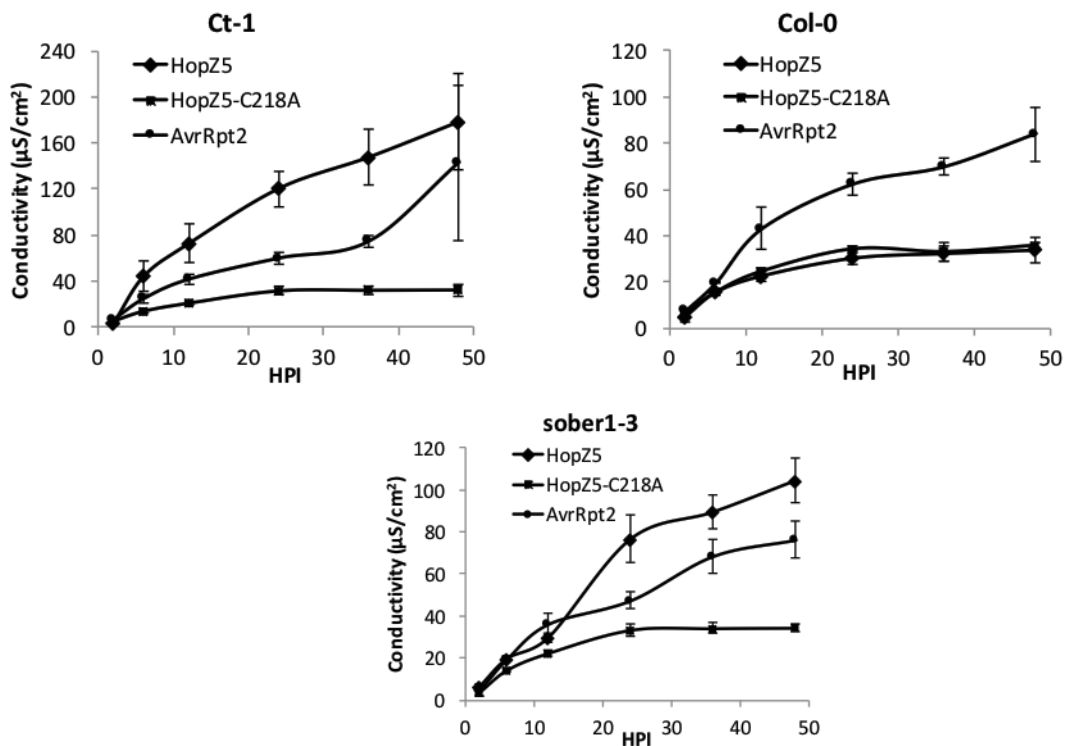 Ct-1
Conductivity (µS/cm²)
240
200
160
120
80
40
0
HopZ5
HopZ5-C218A
AvrRpt2
0 10 20 30 40 50
HPI
Col-0
Conductivity (µS/cm²)
120
100
80
60
40
20
0
HopZ5
HopZ5-C218A
AvrRpt2
0 10 20 30 40 50
HPI
sober1-3
Conductivity (µS/cm²)
120
100
80
60
40
20
0
HopZ5
HopZ5-C218A
AvrRpt2
0 10 20 30 40 50
HPI